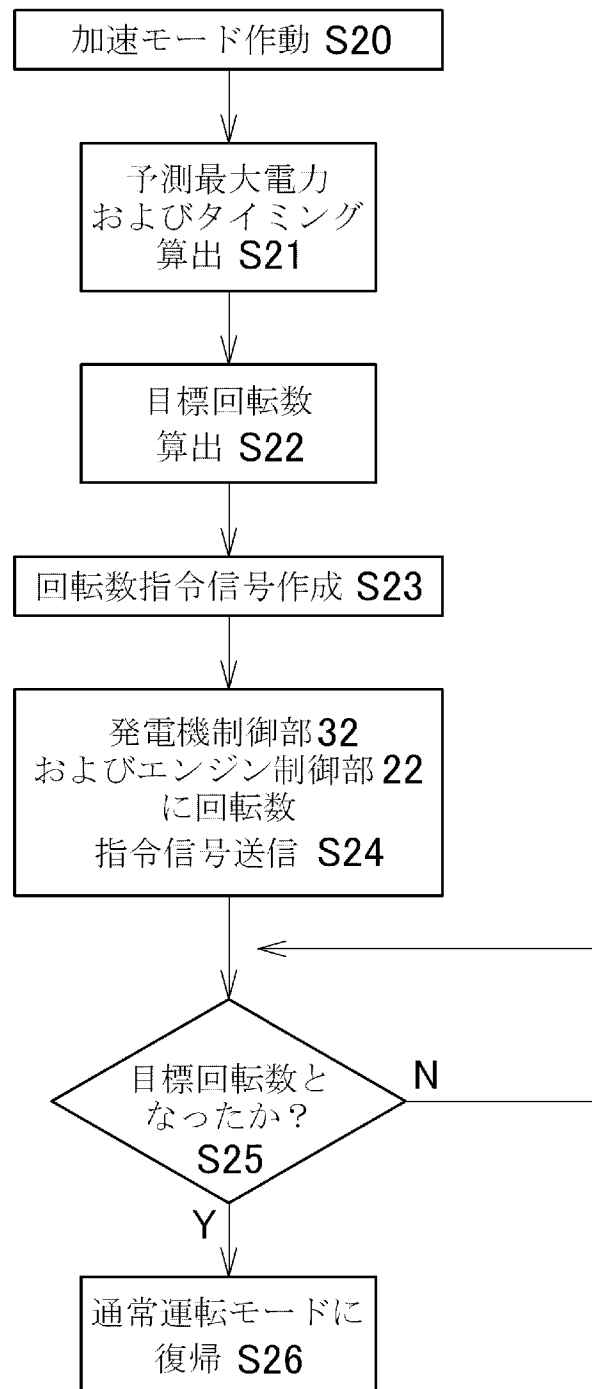 加速モード作動 S20
予測最大電力
およびタイミング
算出 S21
目標回転数
算出 S22
回転数指令信号作成 S23
発電機制御部32
およびエンジン制御部22
に回転数
指令信号送信 S24
目標回転数と
なったか？
S25
N
Y
通常運転モードに
復帰 S26